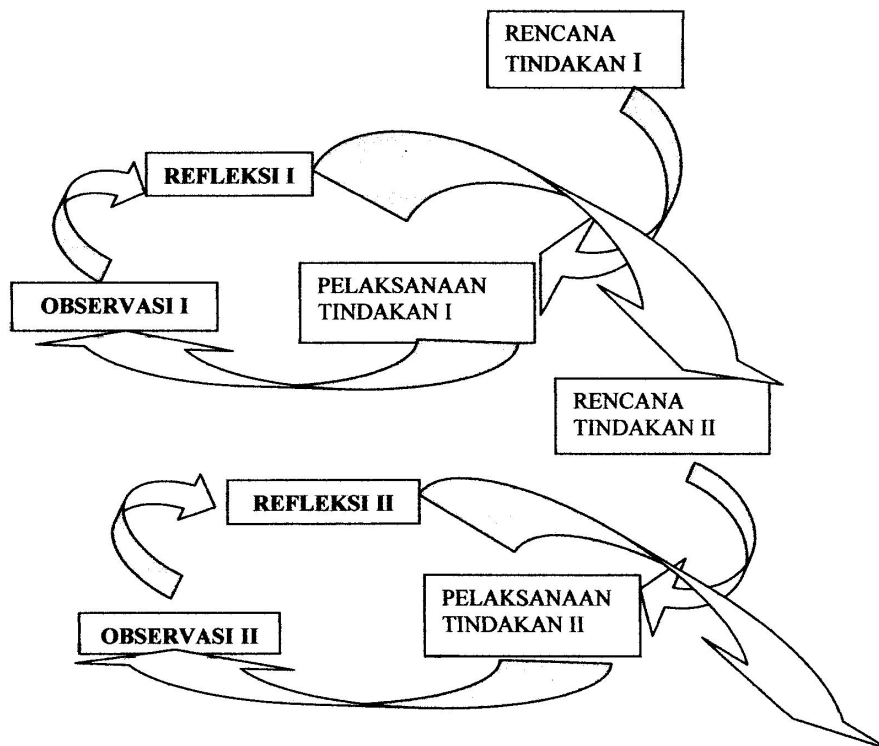 RENCANA
TINDAKAN I
REFLEKSI I
PELAKSANAAN
TINDAKAN I
OBSERVASI I
RENCANA
TINDAKAN II
REFLEKSI II
PELAKSANAAN
TINDAKAN II
OBSERVASI II